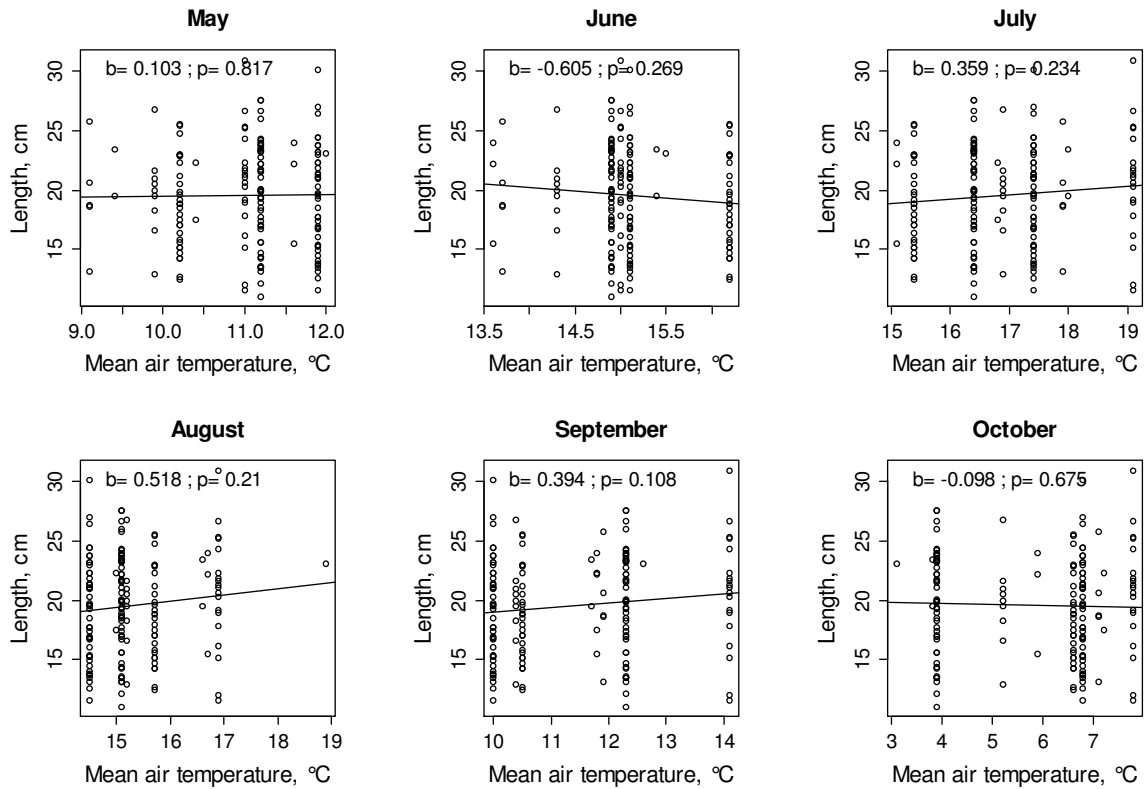 May
b= 0.103 ; p= 0.817
Length, cm
30
25
20
15
9.0 10.0 11.0 12.0
Mean air temperature, °C
June
b= -0.605 ; p= 0.269
Length, cm
30
25
20
15
13.5 14.5 15.5
Mean air temperature, °C
July
b= 0.359 ; p= 0.234
Length, cm
30
25
20
15
15 16 17 18 19
Mean air temperature, °C
August
b= 0.518 ; p= 0.21
Length, cm
30
25
20
15
15 16 17 18 19
Mean air temperature, °C
September
b= 0.394 ; p= 0.108
Length, cm
30
25
20
15
10 11 12 13 14
Mean air temperature, °C
October
b= -0.098 ; p= 0.675
Length, cm
30
25
20
15
3 4 5 6 7
Mean air temperature, °C